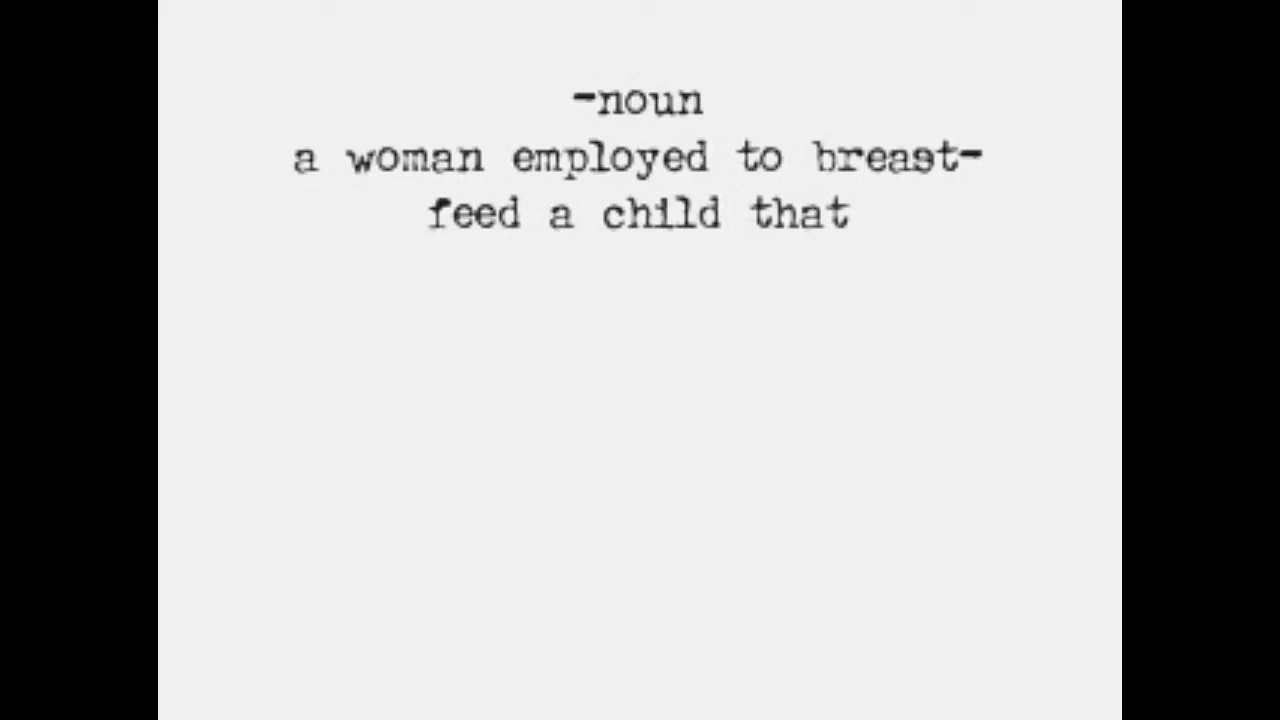 -noun
a woman employed to breast-
feed a child that